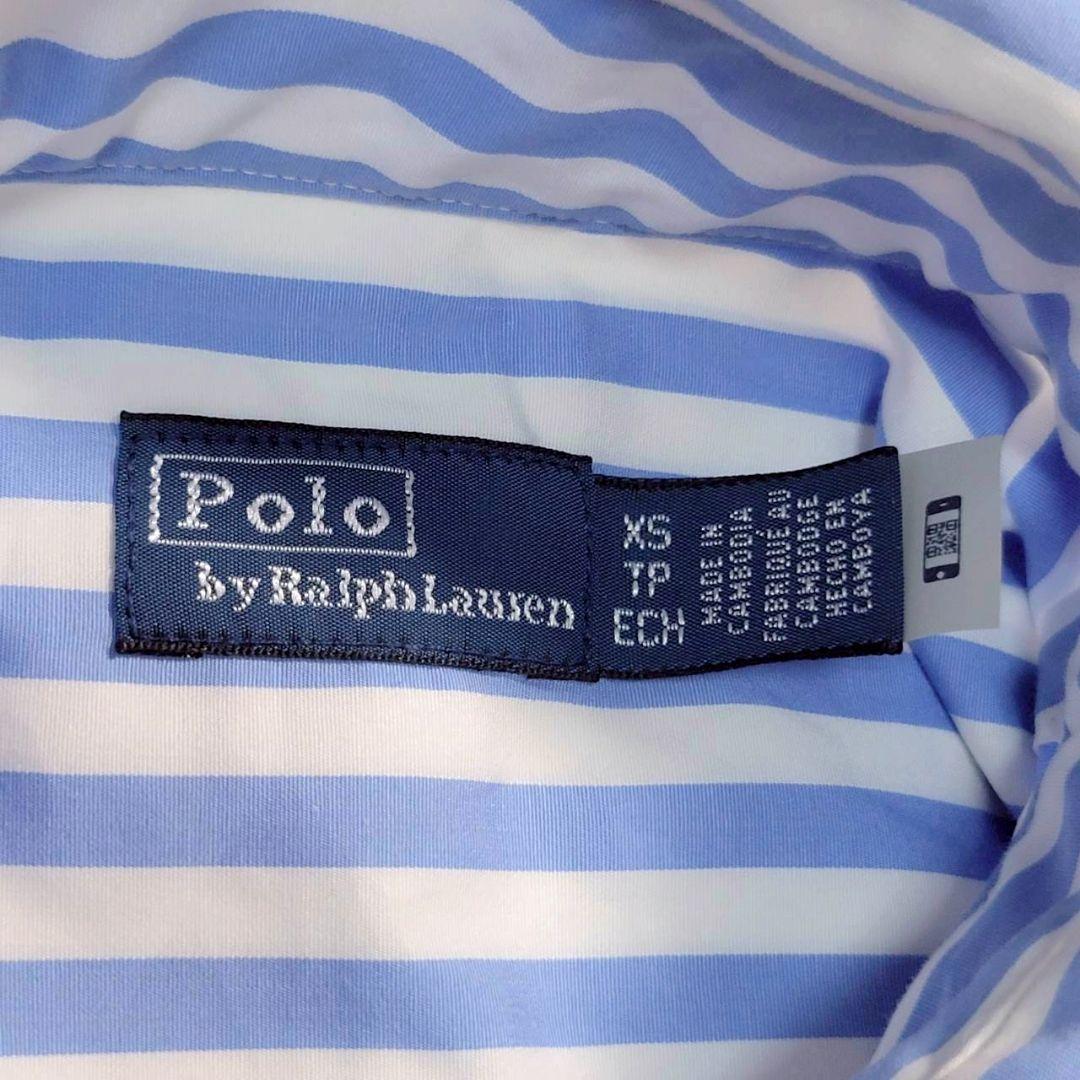 Polo
by Ralph Lauren
XS
TP
ECH
MADE IN
CAMBODIA
FABRIQUÉ AU
CAMBODGE
HECHO EN
CAMBOYA